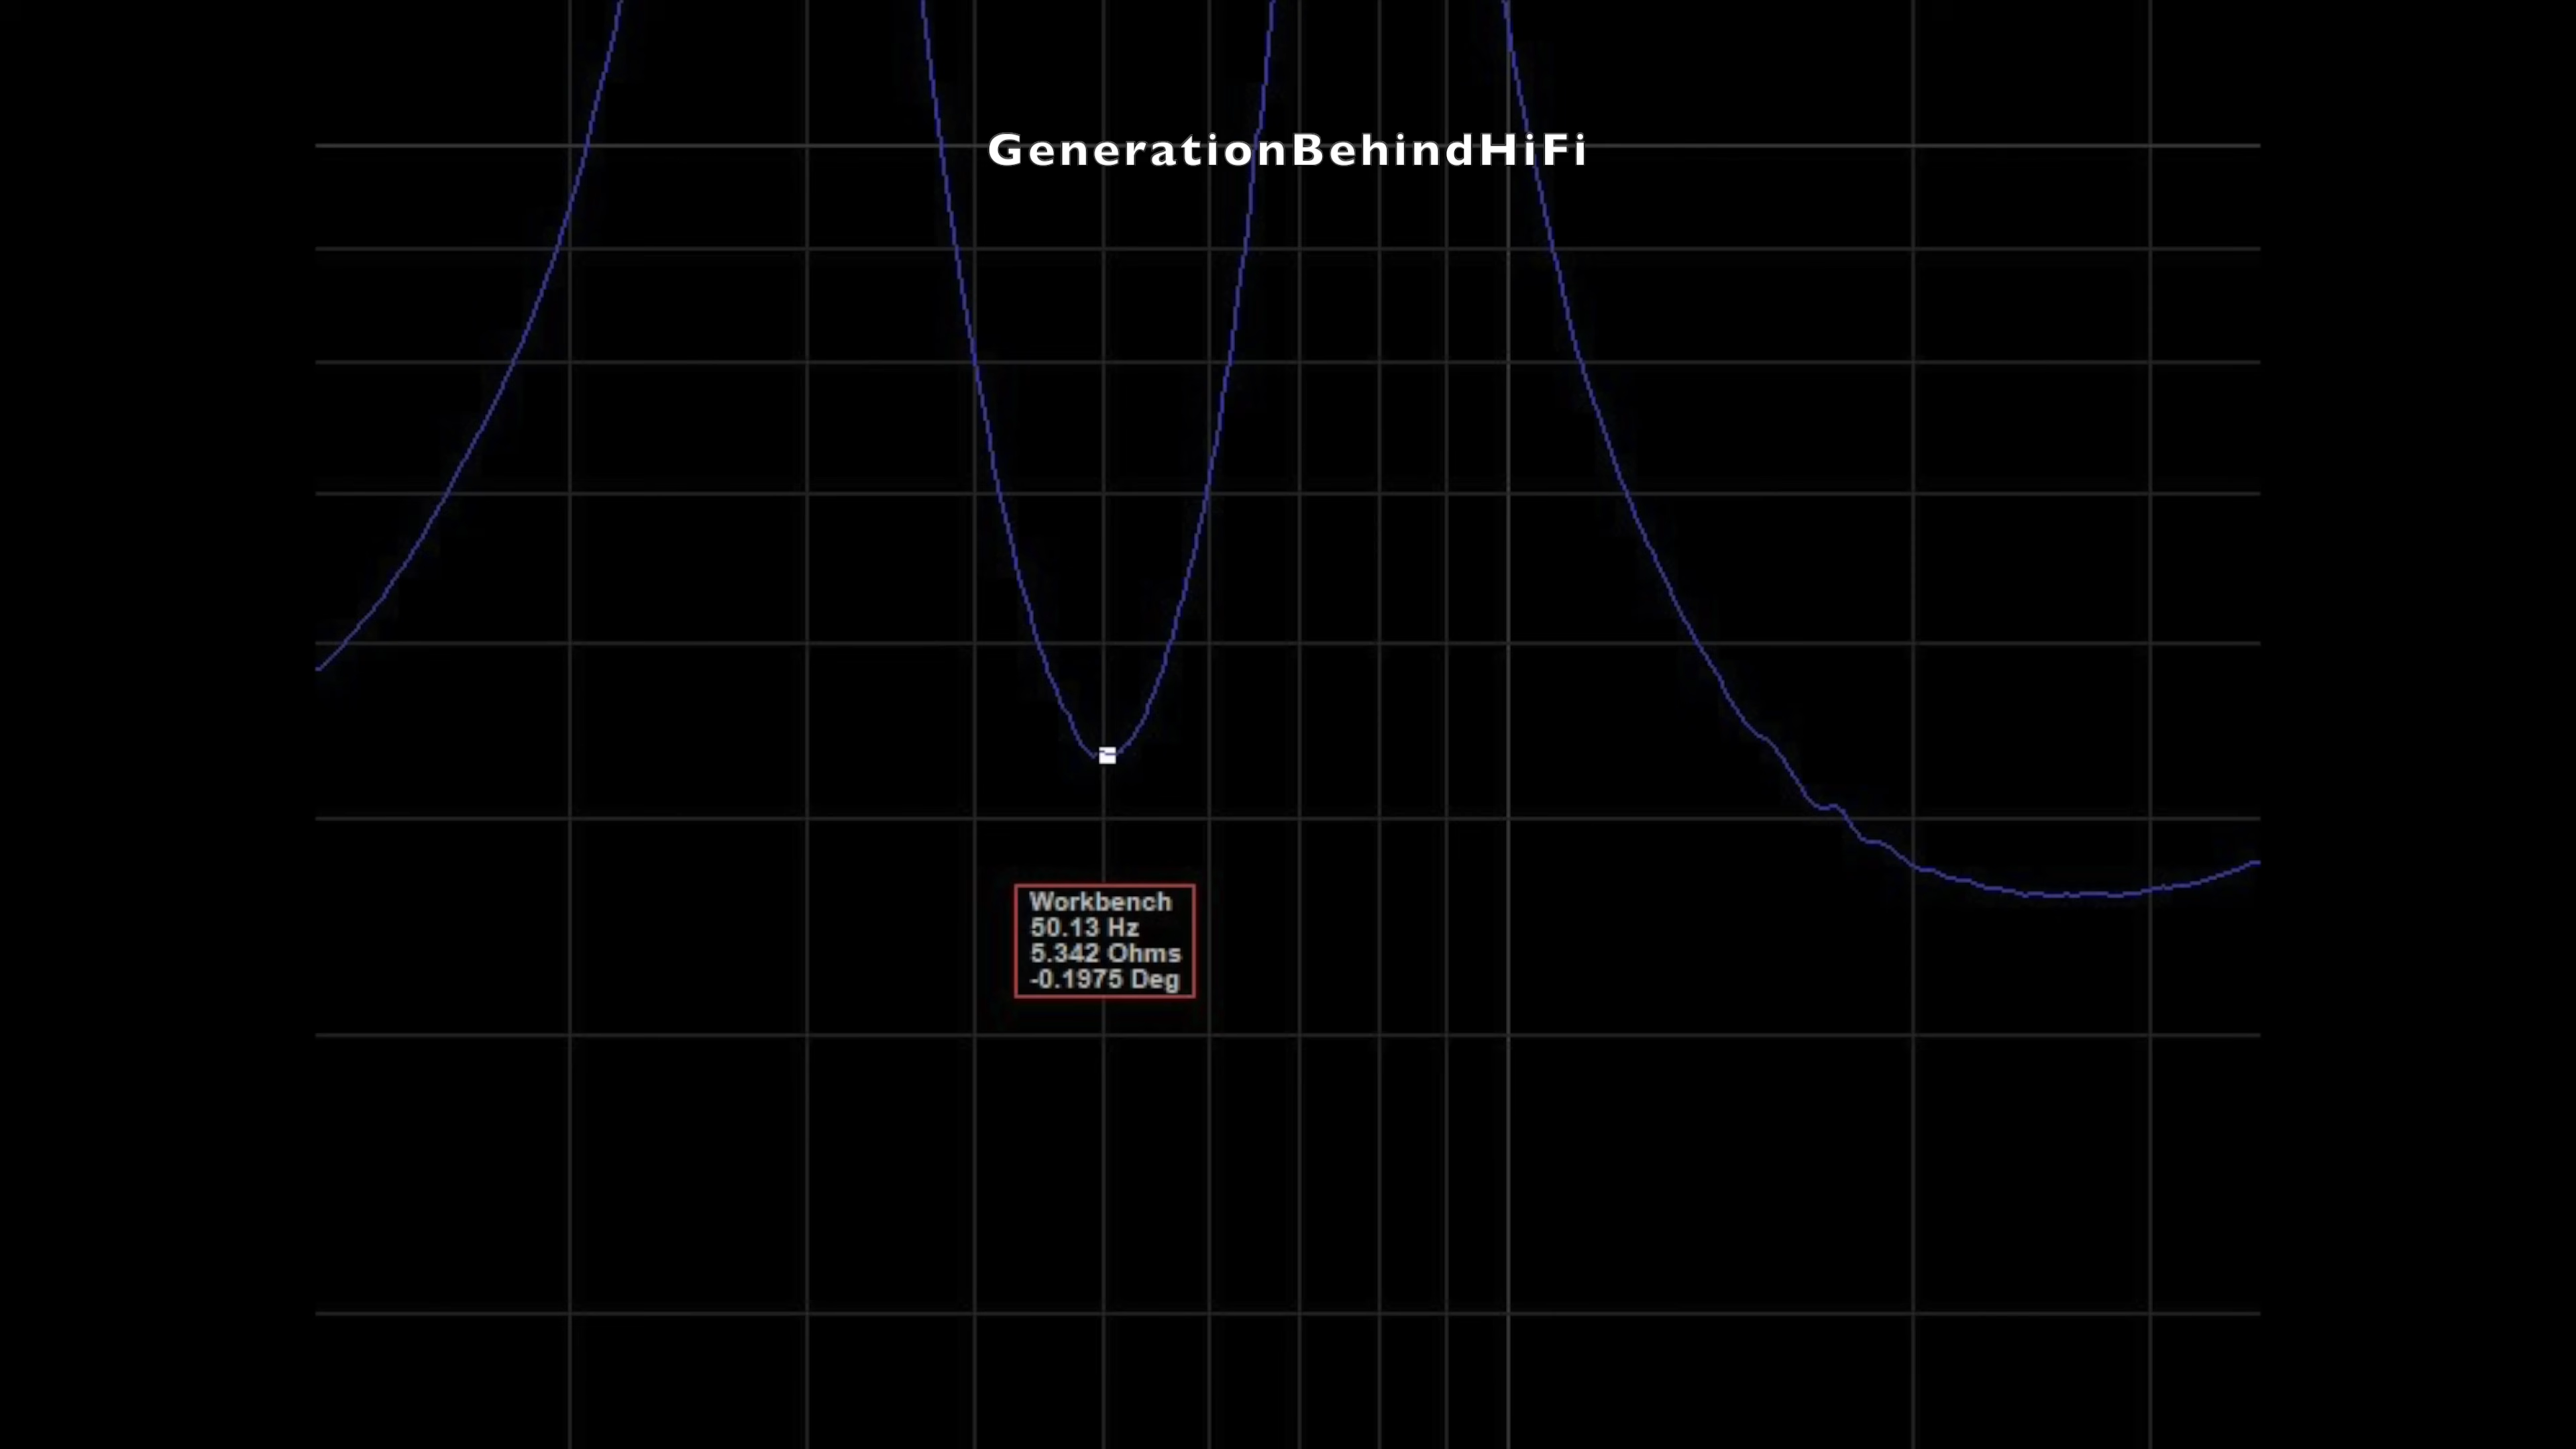 GenerationBehindHiFi
Workbench
50.13 Hz
5.342 Ohms
-0.1975 Deg